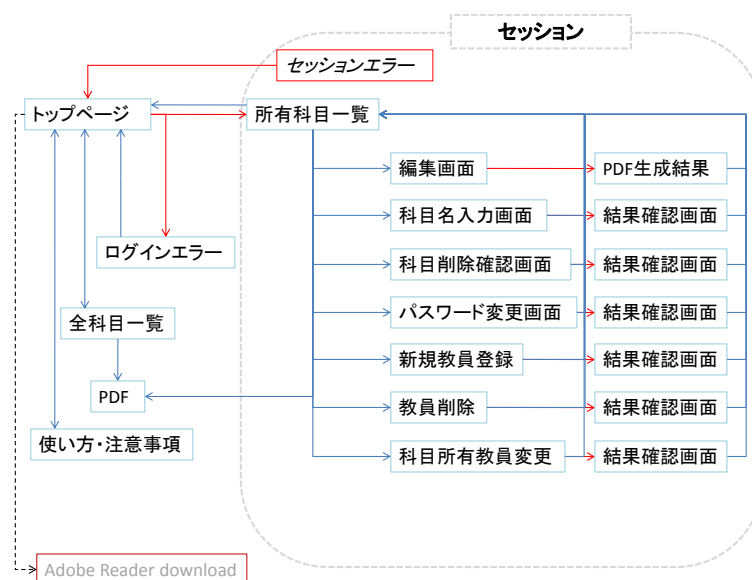 セッション
セッションエラー
トップページ
所有科目一覧
編集画面
PDF生成結果
科目名入力画面
結果確認画面
ログインエラー
科目削除確認画面
結果確認画面
全科目一覧
パスワード変更画面
結果確認画面
新規教員登録
結果確認画面
PDF
教員削除
結果確認画面
使い方・注意事項
科目所有教員変更
結果確認画面
Adobe Reader download